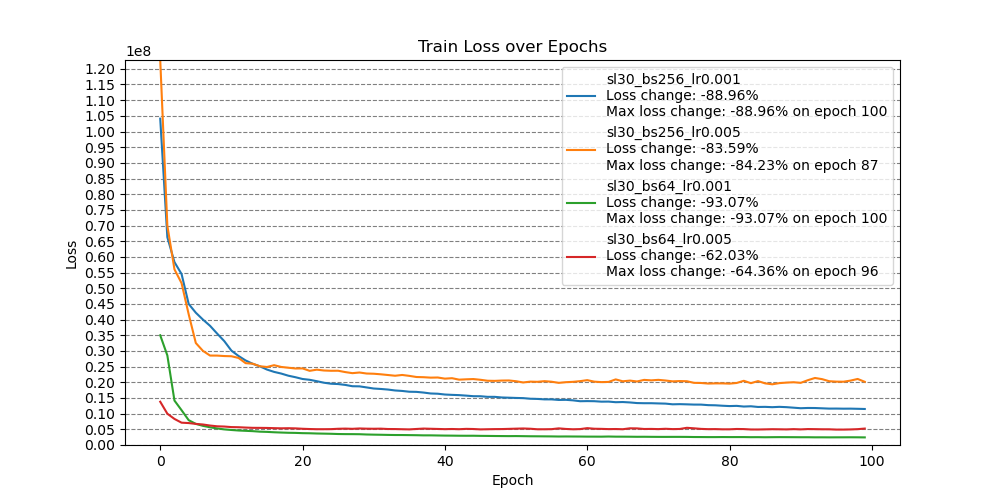 Train Loss over Epochs
1e8
1.20
1.15
1.10
1.05
1.00
0.95
0.90
0.85
0.80
0.75
0.70
0.65
0.60
0.55
0.50
0.45
0.40
0.35
0.30
0.25
0.20
0.15
0.10
0.05
0.00
Loss
sl30_bs256_lr0.001
Loss change: -88.96%
Max loss change: -88.96% on epoch 100
sl30_bs256_lr0.005
Loss change: -83.59%
Max loss change: -84.23% on epoch 87
sl30_bs64_lr0.001
Loss change: -93.07%
Max loss change: -93.07% on epoch 100
sl30_bs64_lr0.005
Loss change: -62.03%
Max loss change: -64.36% on epoch 96
0 20 40 60 80 100
Epoch